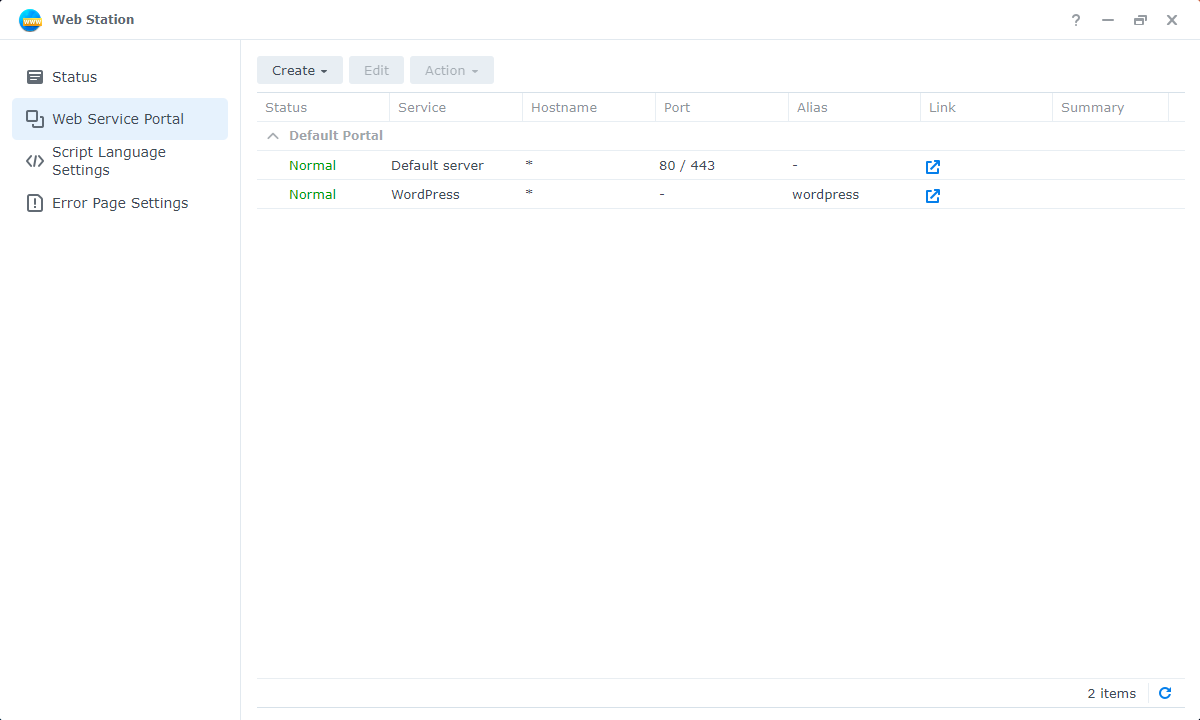 Web Station
Status
Web Service Portal
Script Language
Settings
Error Page Settings
Create Edit Action
Status Service Hostname Port Alias Link Summary
Default Portal
Normal Default server * 80 / 443 -
Normal WordPress * - wordpress
2 items